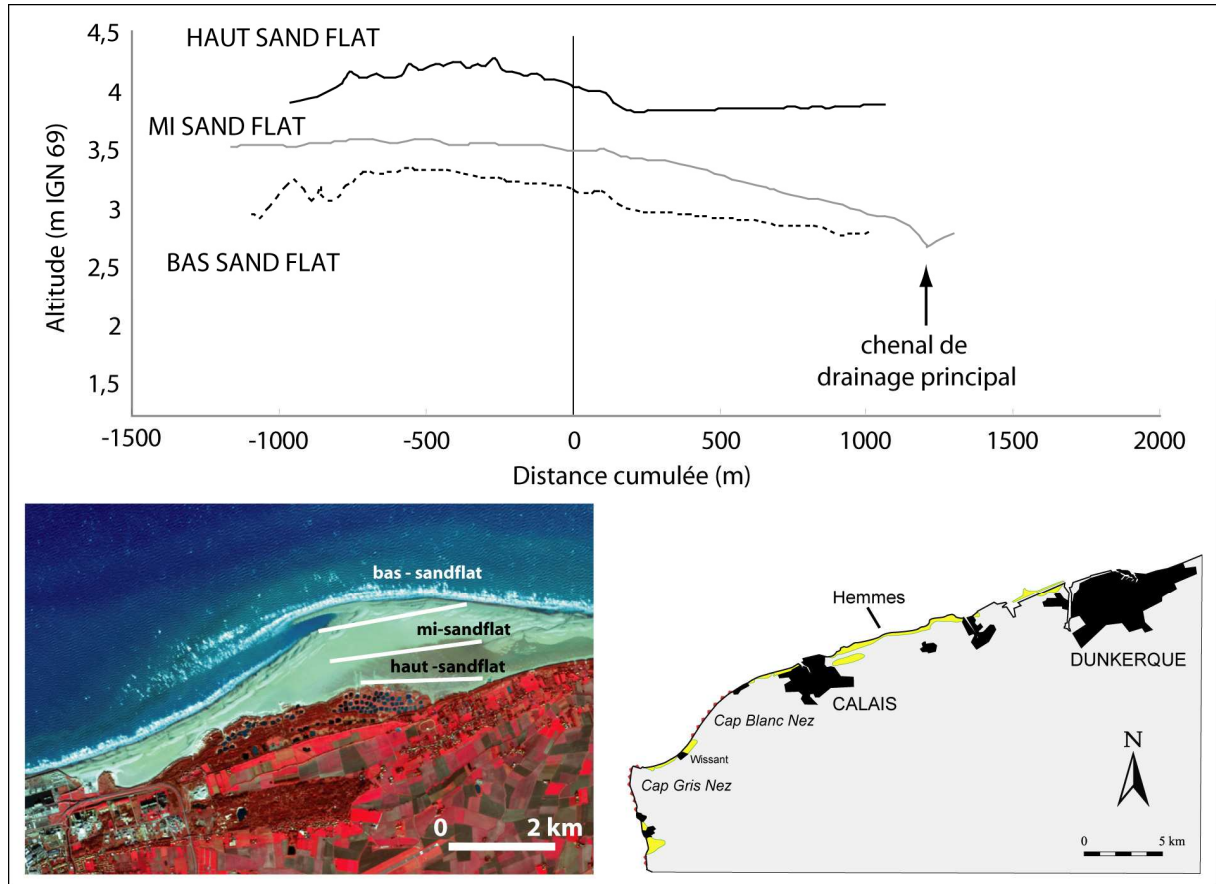 4,5
HAUT SAND FLAT
4
MI SAND FLAT
3,5
3
BAS SAND FLAT
2,5
2
1,5
Altitude (m IGN 69)
chenal de
drainage principal
-1500 -1000 -500 0 500 1000 1500 2000
Distance cumulée (m)
bas - sandflat
mi-sandflat
haut -sandflat
0 2 km
Hemmes
DUNKERQUE
CALAIS
Cap Blanc Nez
Wissant
Cap Gris Nez
N
0 5 km